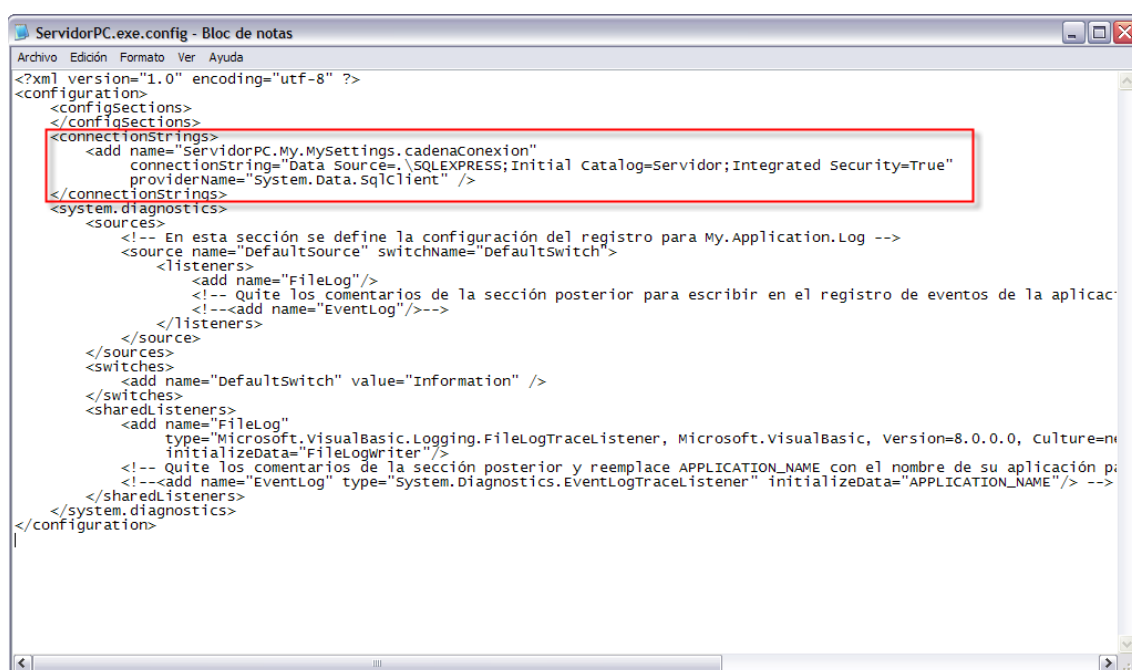 ServidorPC.exe.config - Bloc de notas
Archivo Edición Formato Ver Ayuda
<?xml version="1.0" encoding="utf-8" ?>
<configuration>
    <configSections>
    </configSections>
    <connectionStrings>
        <add name="ServidorPC.My.MySettings.cadenaConexion"
             connectionString="Data Source=.\SQLEXPRESS;Initial Catalog=Servidor;Integrated Security=True"
             providerName="System.Data.SqlClient" />
    </connectionStrings>
    <system.diagnostics>
        <sources>
            <!-- En esta sección se define la configuración del registro para My.Application.Log -->
            <source name="DefaultSource" switchName="DefaultSwitch">
                <listeners>
                    <add name="FileLog"/>
                    <!-- Quite los comentarios de la sección posterior para escribir en el registro de eventos de la
                    <!--<add name="EventLog"/>-->
                </listeners>
            </source>
        </sources>
        <switches>
            <add name="DefaultSwitch" value="Information" />
        </switches>
        <sharedListeners>
            <add name="FileLog"
                 type="Microsoft.VisualBasic.Logging.FileLogTraceListener, Microsoft.VisualBasic, Version=8.0.0.0,
                 initializeData="FileLogWriter"/>
            <!-- Quite los comentarios de la sección posterior y reemplace APPLICATION_NAME con el nombre de su aplicación
            <!--<add name="EventLog" type="System.Diagnostics.EventLogTraceListener" initializeData="APPLICATION_NAME"/> -->
        </sharedListeners>
    </system.diagnostics>
</configuration>